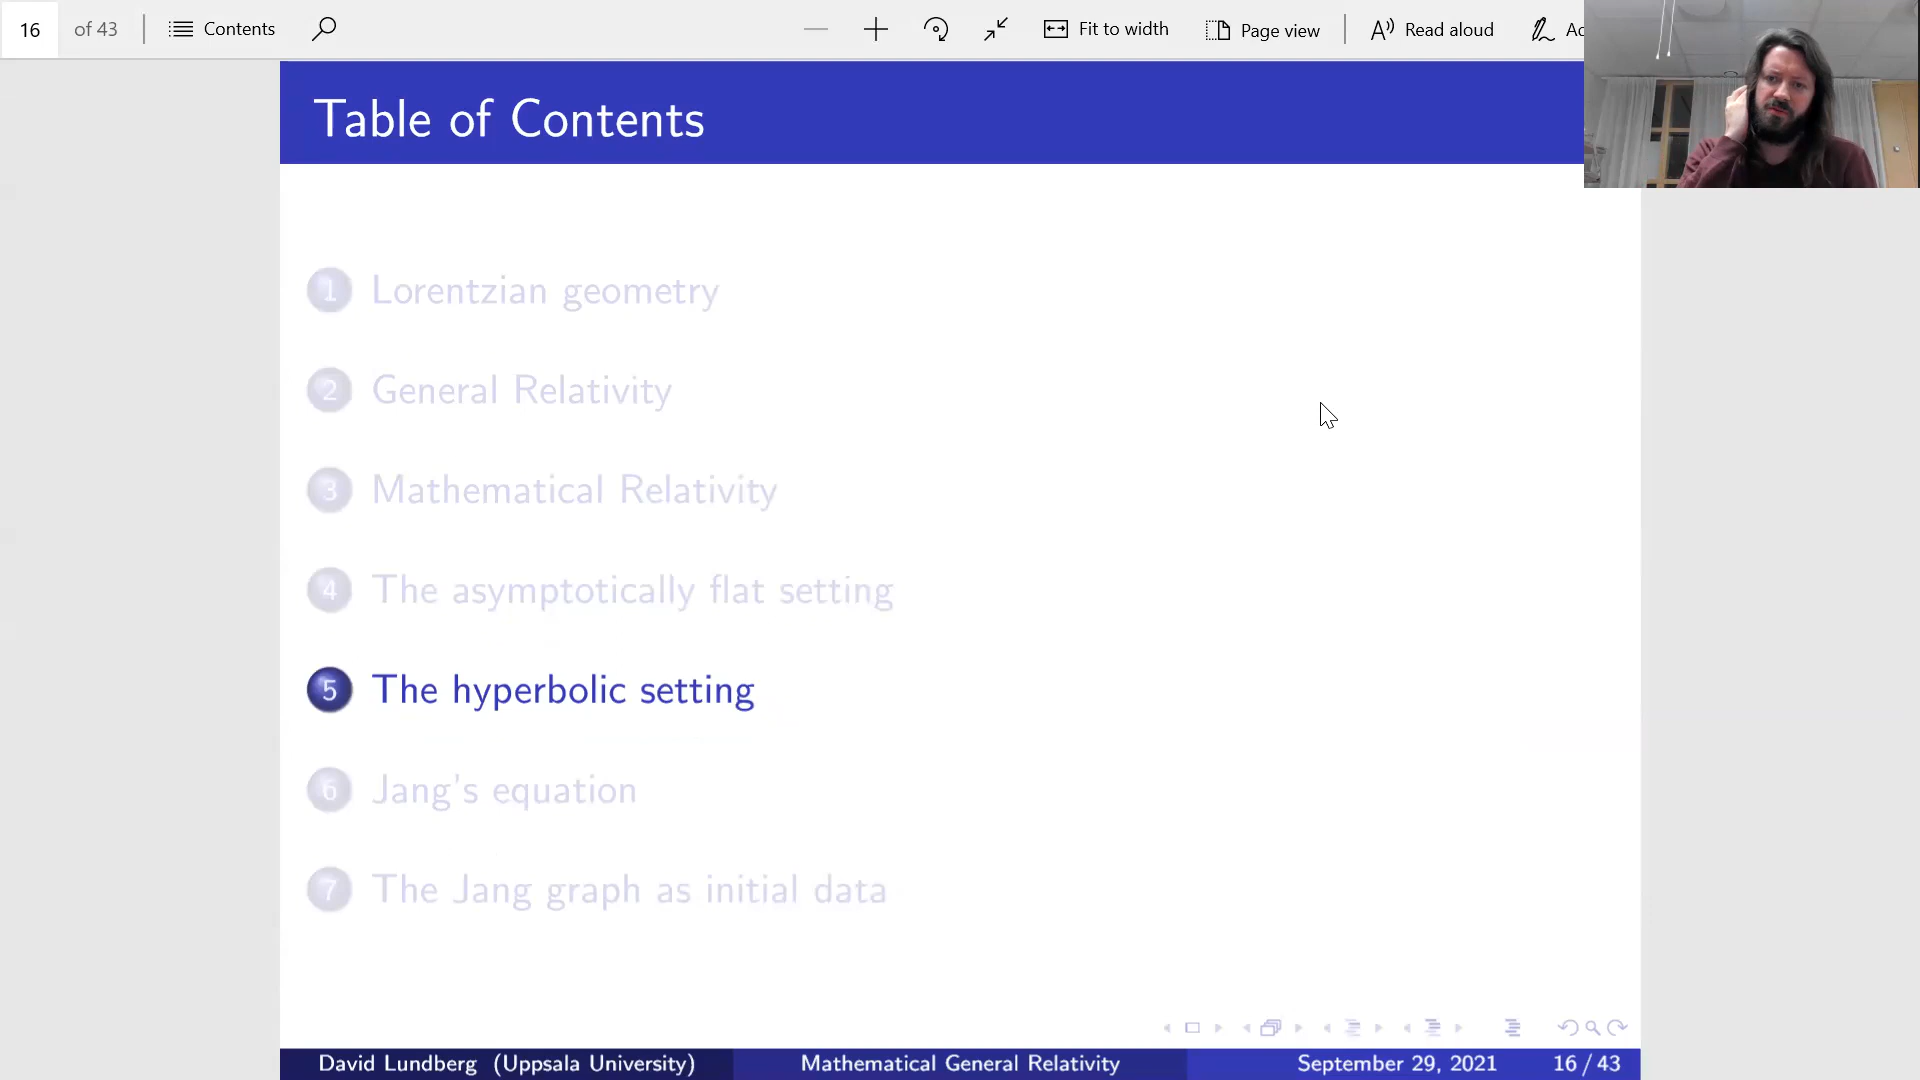 16 of 43 Contents Fit to width Page view Read aloud
Table of Contents
1 Lorentzian geometry
2 General Relativity
3 Mathematical Relativity
4 The asymptotically flat setting
5 The hyperbolic setting
6 Jang's equation
7 The Jang graph as initial data
David Lundberg (Uppsala University) Mathematical General Relativity September 29, 2021 16 / 43